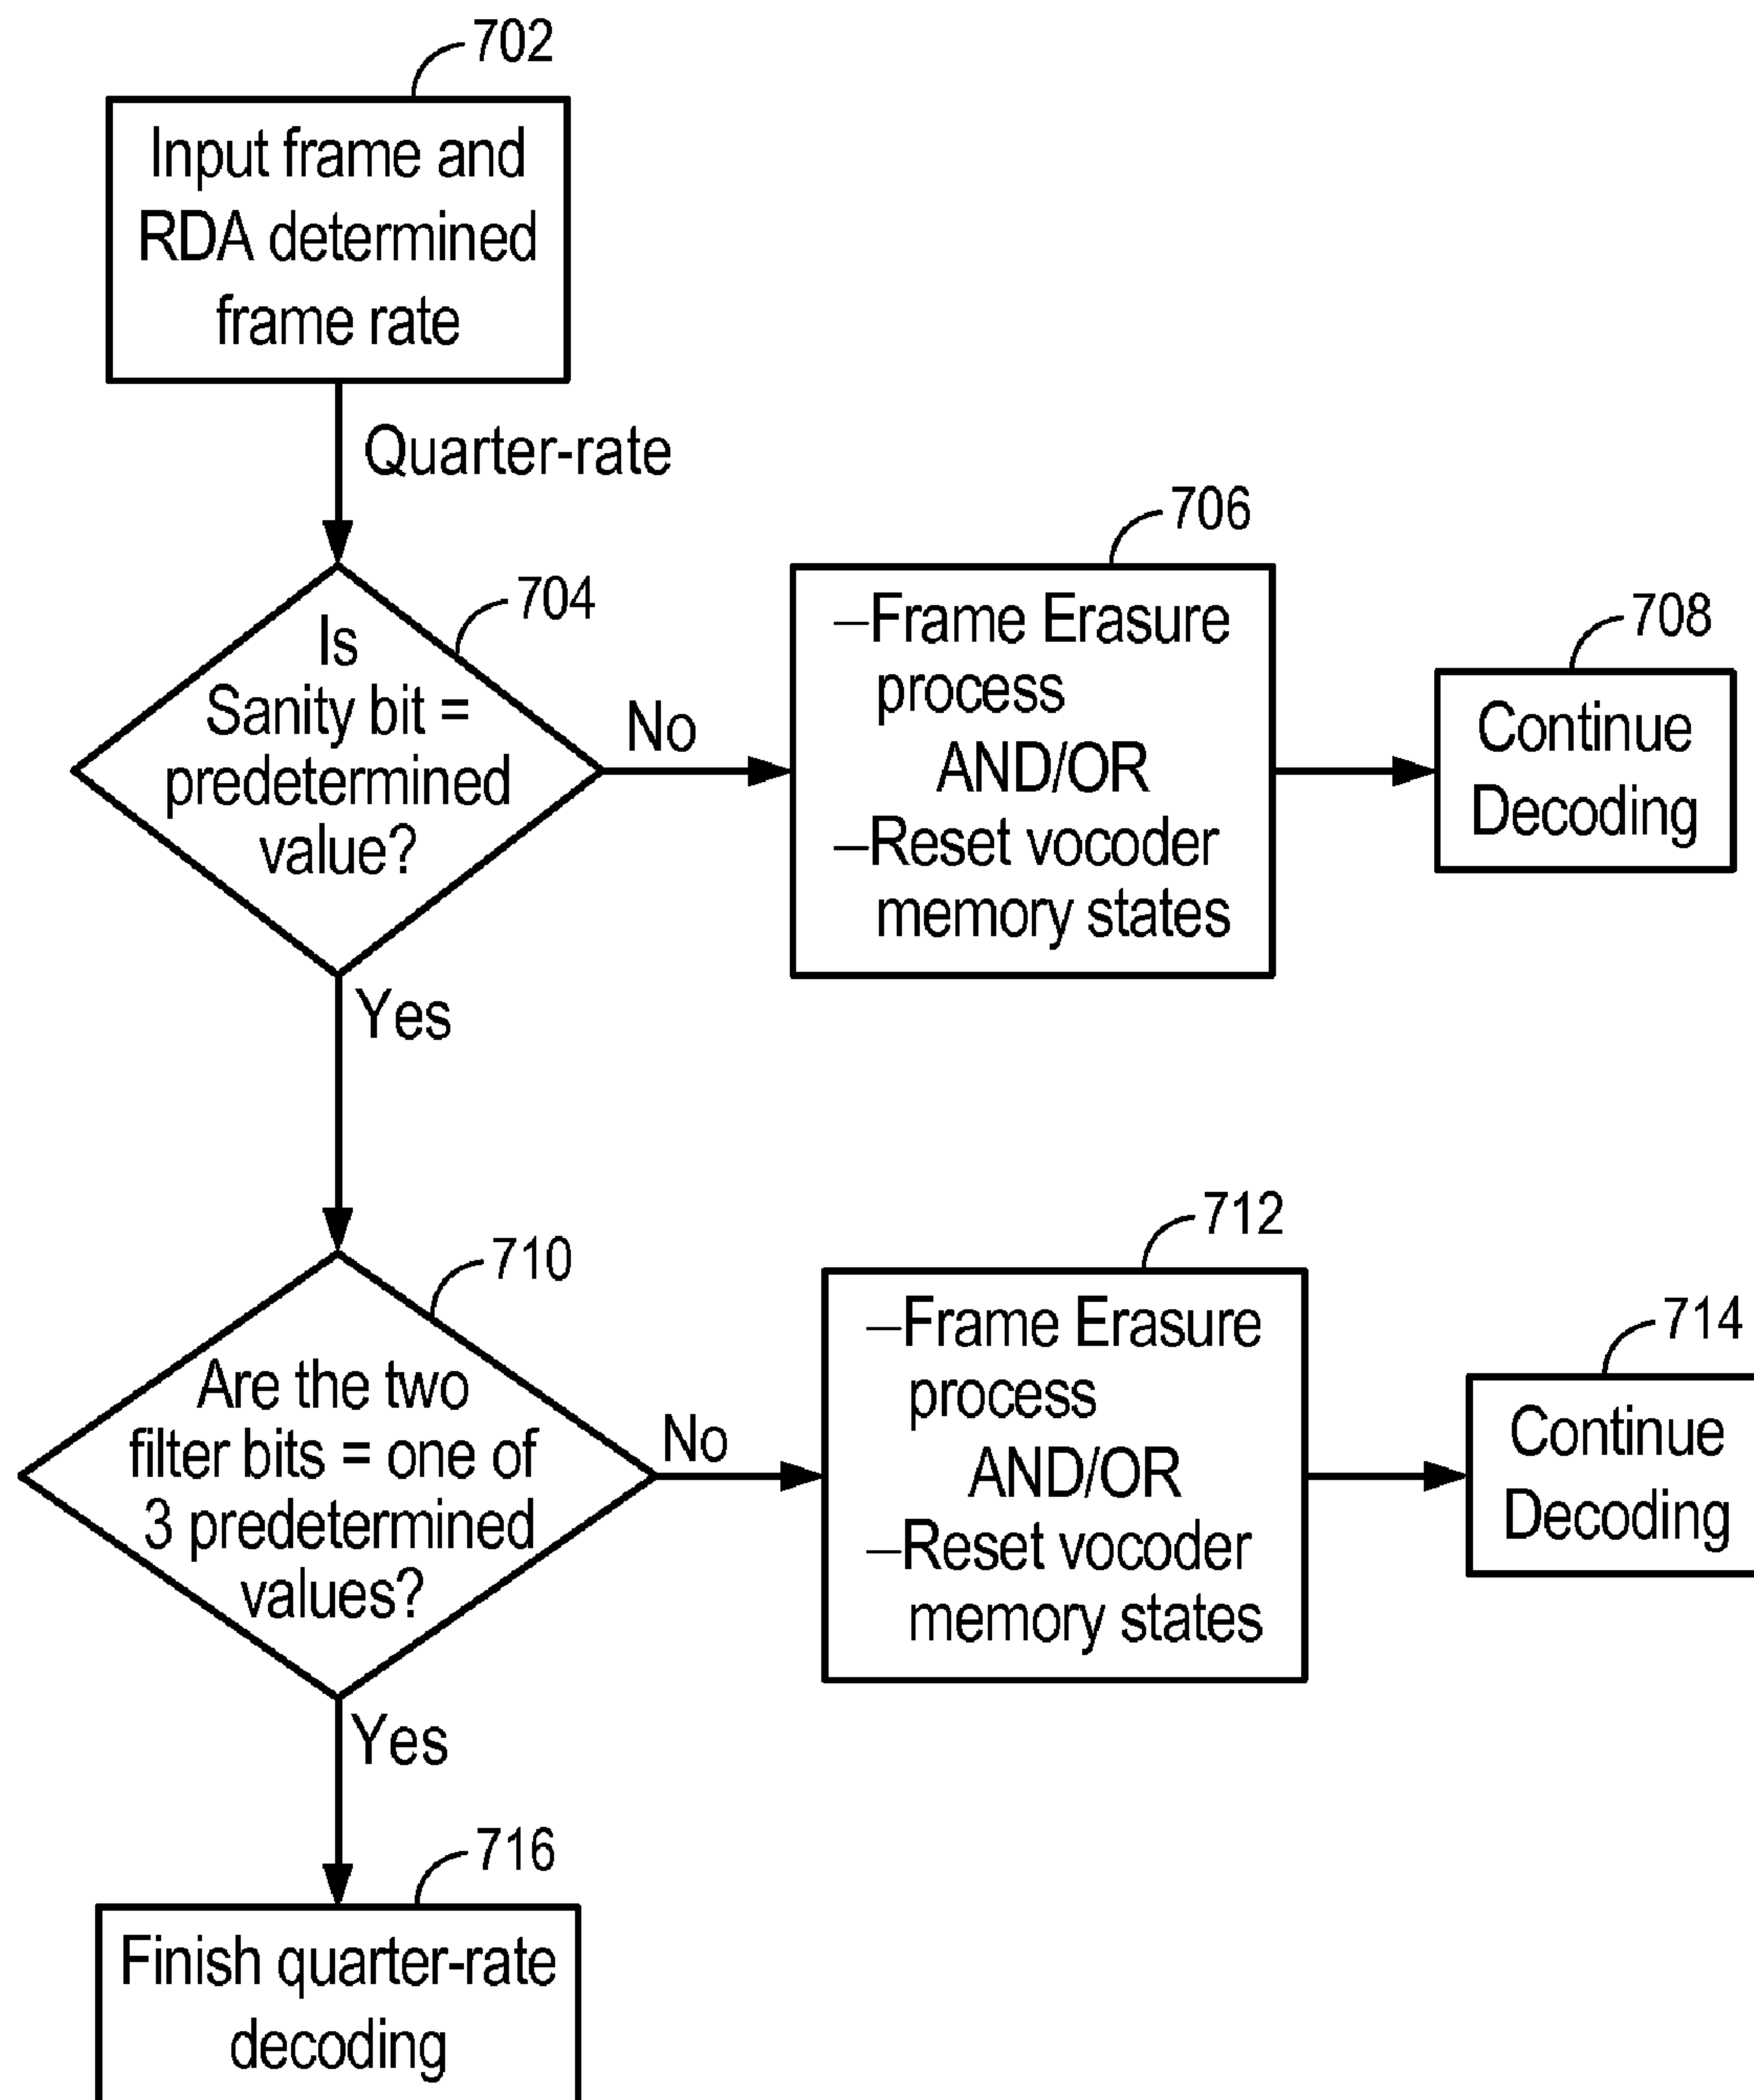 702
Input frame and
RDA determined
frame rate
Quarter-rate
704
Is
Sanity bit =
predetermined
value?
No
706
–Frame Erasure
process
AND/OR
–Reset vocoder
memory states
708
Continue
Decoding
Yes
710
Are the two
filter bits = one of
3 predetermined
values?
No
712
–Frame Erasure
process
AND/OR
–Reset vocoder
memory states
714
Continue
Decoding
Yes
716
Finish quarter-rate
decoding